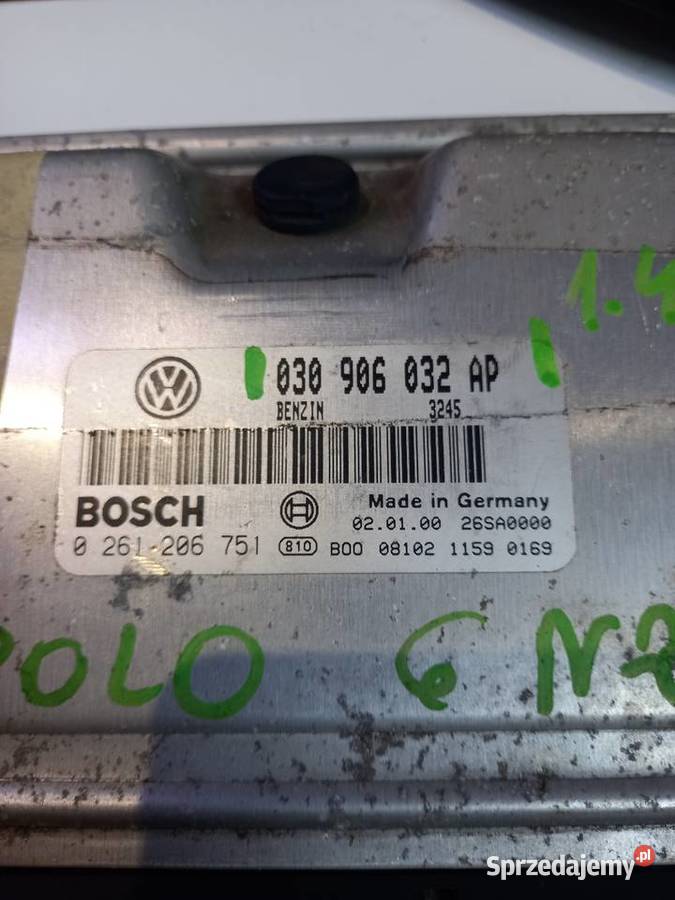 1.4
030 906 032 AP
BENZIN 3245
BOSCH
Made in Germany
02.01.00 26SA0000
0 261 206 751 810 B00 08102 1159 0169
POLO 6N2
Sprzedajemy.pl